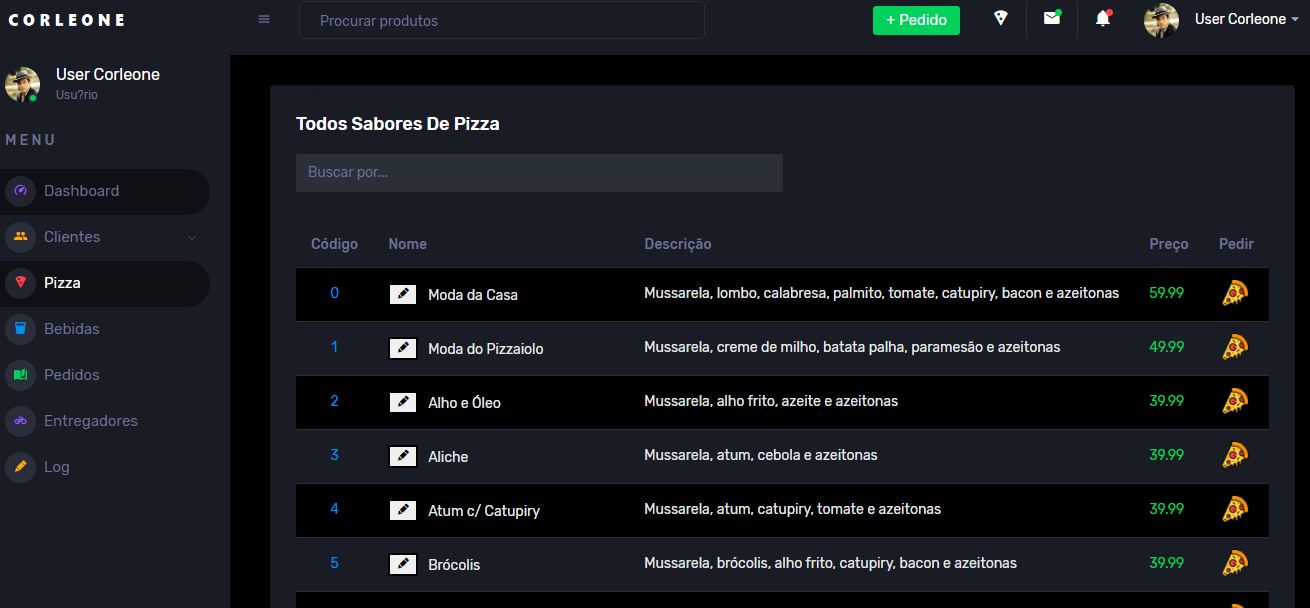 CORLEONE
Procurar produtos
+ Pedido
User Corleone
User Corleone
Usu?rio
MENU
Dashboard
Clientes
Pizza
Bebidas
Pedidos
Entregadores
Log
Todos Sabores De Pizza
Buscar por...
Código Nome Descrição Preço Pedir
0 Moda da Casa Mussarela, lombo, calabresa, palmito, tomate, catupiry, bacon e azeitonas 59.99
1 Moda do Pizzaiolo Mussarela, creme de milho, batata palha, paramesão e azeitonas 49.99
2 Alho e Óleo Mussarela, alho frito, azeite e azeitonas 39.99
3 Aliche Mussarela, atum, cebola e azeitonas 39.99
4 Atum c/ Catupiry Mussarela, atum, catupiry, tomate e azeitonas 39.99
5 Brócolis Mussarela, brócolis, alho frito, catupiry, bacon e azeitonas 39.99